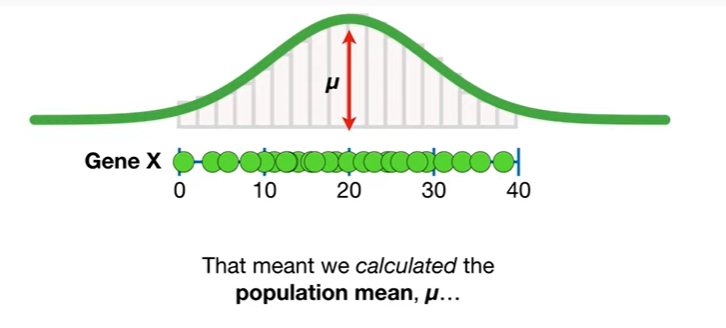 μ
Gene X
0 10 20 30 40
That meant we calculated the
population mean, μ…